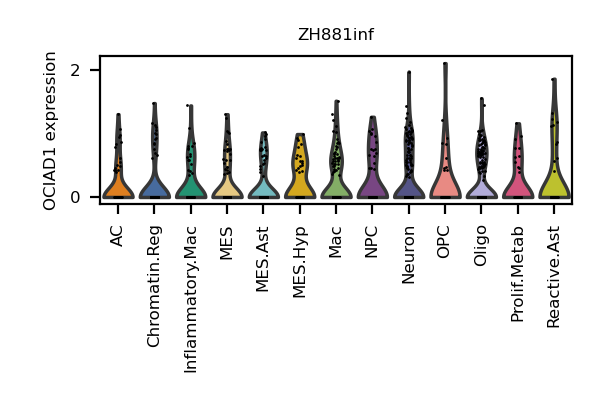 ZH881inf
OCIAD1 expression
2
0
AC
Chromatin.Reg
Inflammatory.Mac
MES
MES.Ast
MES.Hyp
Mac
NPC
Neuron
OPC
Oligo
Prolif.Metab
Reactive.Ast